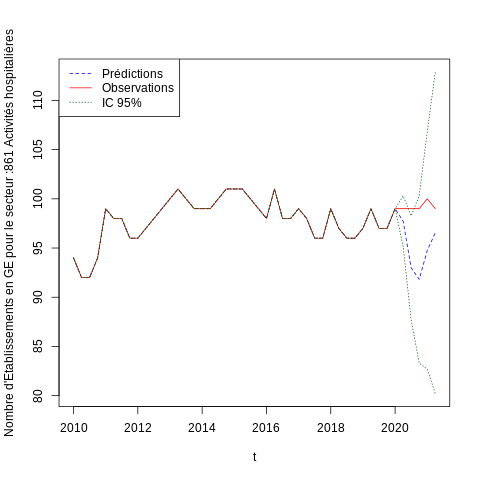 Nombre d'Etablissements en GE pour le secteur :861 Activités hospitalières
Prédictions
Observations
IC 95%
110
105
100
95
90
85
80
2010 2012 2014 2016 2018 2020
t